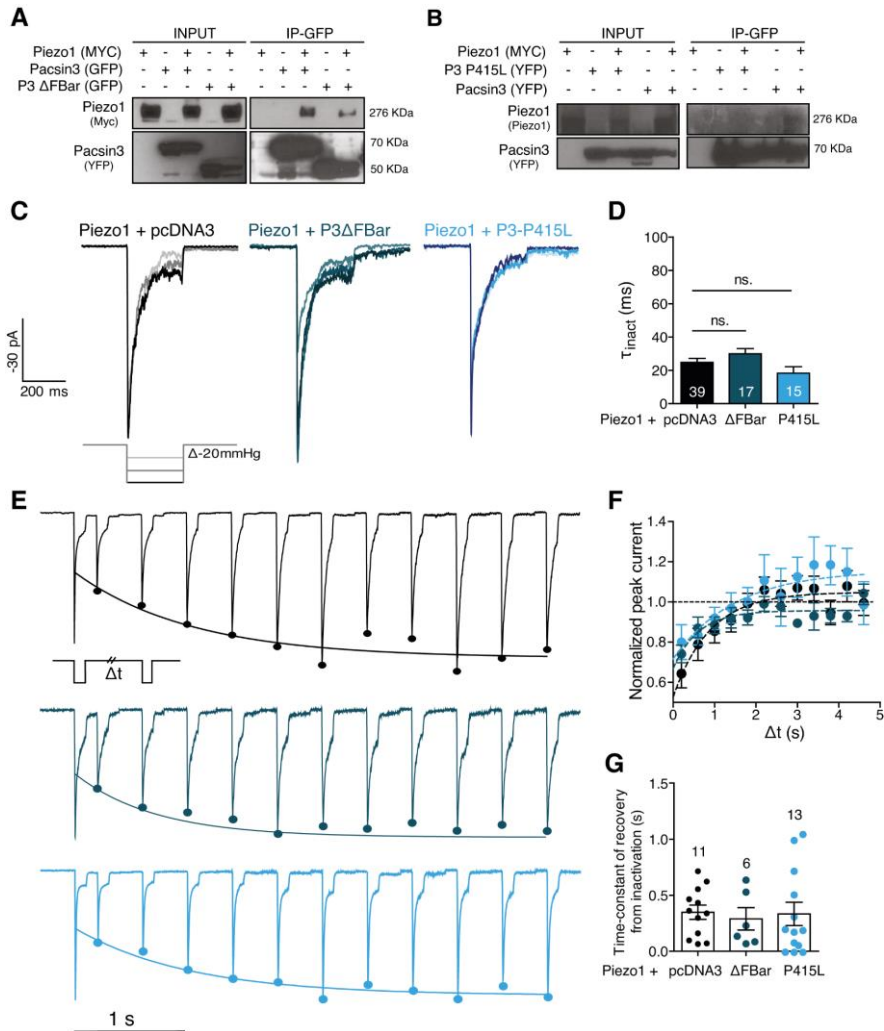 A
INPUT IP-GFP
Piezo1 (MYC) + - + - + + - + - +
Pacsin3 (GFP) - + + - - - + + - -
P3 ΔFBar (GFP) - - - + + - - - + +
Piezo1 (Myc) 276 KDa
Pacsin3 (YFP) 70 KDa
50 KDa
B
INPUT IP-GFP
Piezo1 (MYC) + - + - + + - + - +
P3 P415L (YFP) - + + - - - + + - -
Pacsin3 (YFP) - - - + + - - - + +
Piezo1 (Piezo1) 276 KDa
Pacsin3 (YFP) 70 KDa
C
Piezo1 + pcDNA3 Piezo1 + P3ΔFBar Piezo1 + P3-P415L
-30 pA
200 ms
Δ-20mmHg
D
τinact (ms)
100
80
60
40
20
0
ns.
ns.
39 17 15
Piezo1 + pcDNA3 ΔFBar P415L
E
Δt
1 s
F
Normalized peak current
1.4
1.2
1.0
0.8
0.6
0 1 2 3 4 5
Δt (s)
G
Time-constant of recovery
from inactivation (s)
1.5
1.0
0.5
0.0
11 6 13
Piezo1 + pcDNA3 ΔFBar P415L